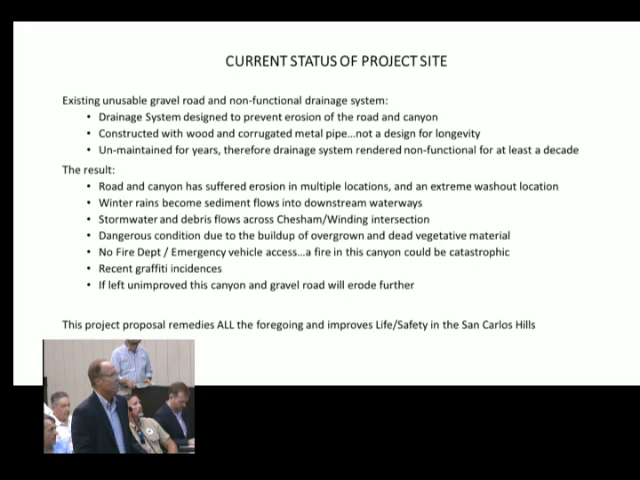 CURRENT STATUS OF PROJECT SITE
Existing unusable gravel road and non-functional drainage system:
• Drainage System designed to prevent erosion of the road and canyon
• Constructed with wood and corrugated metal pipe...not a design for longevity
• Un-maintained for years, therefore drainage system rendered non-functional for at least a decade
The result:
• Road and canyon has suffered erosion in multiple locations, and an extreme washout location
• Winter rains become sediment flows into downstream waterways
• Stormwater and debris flows across Chesham/Winding intersection
• Dangerous condition due to the buildup of overgrown and dead vegetative material
• No Fire Dept / Emergency vehicle access...a fire in this canyon could be catastrophic
• Recent graffiti incidences
• If left unimproved this canyon and gravel road will erode further
This project proposal remedies ALL the foregoing and improves Life/Safety in the San Carlos Hills